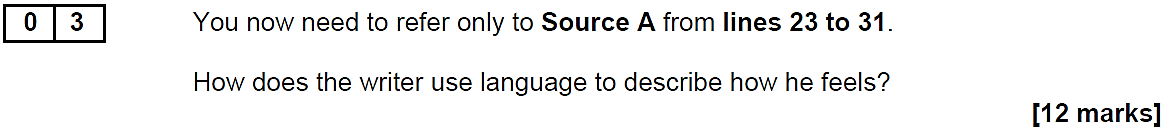 0 3 You now need to refer only to Source A from lines 23 to 31.
How does the writer use language to describe how he feels?
[12 marks]